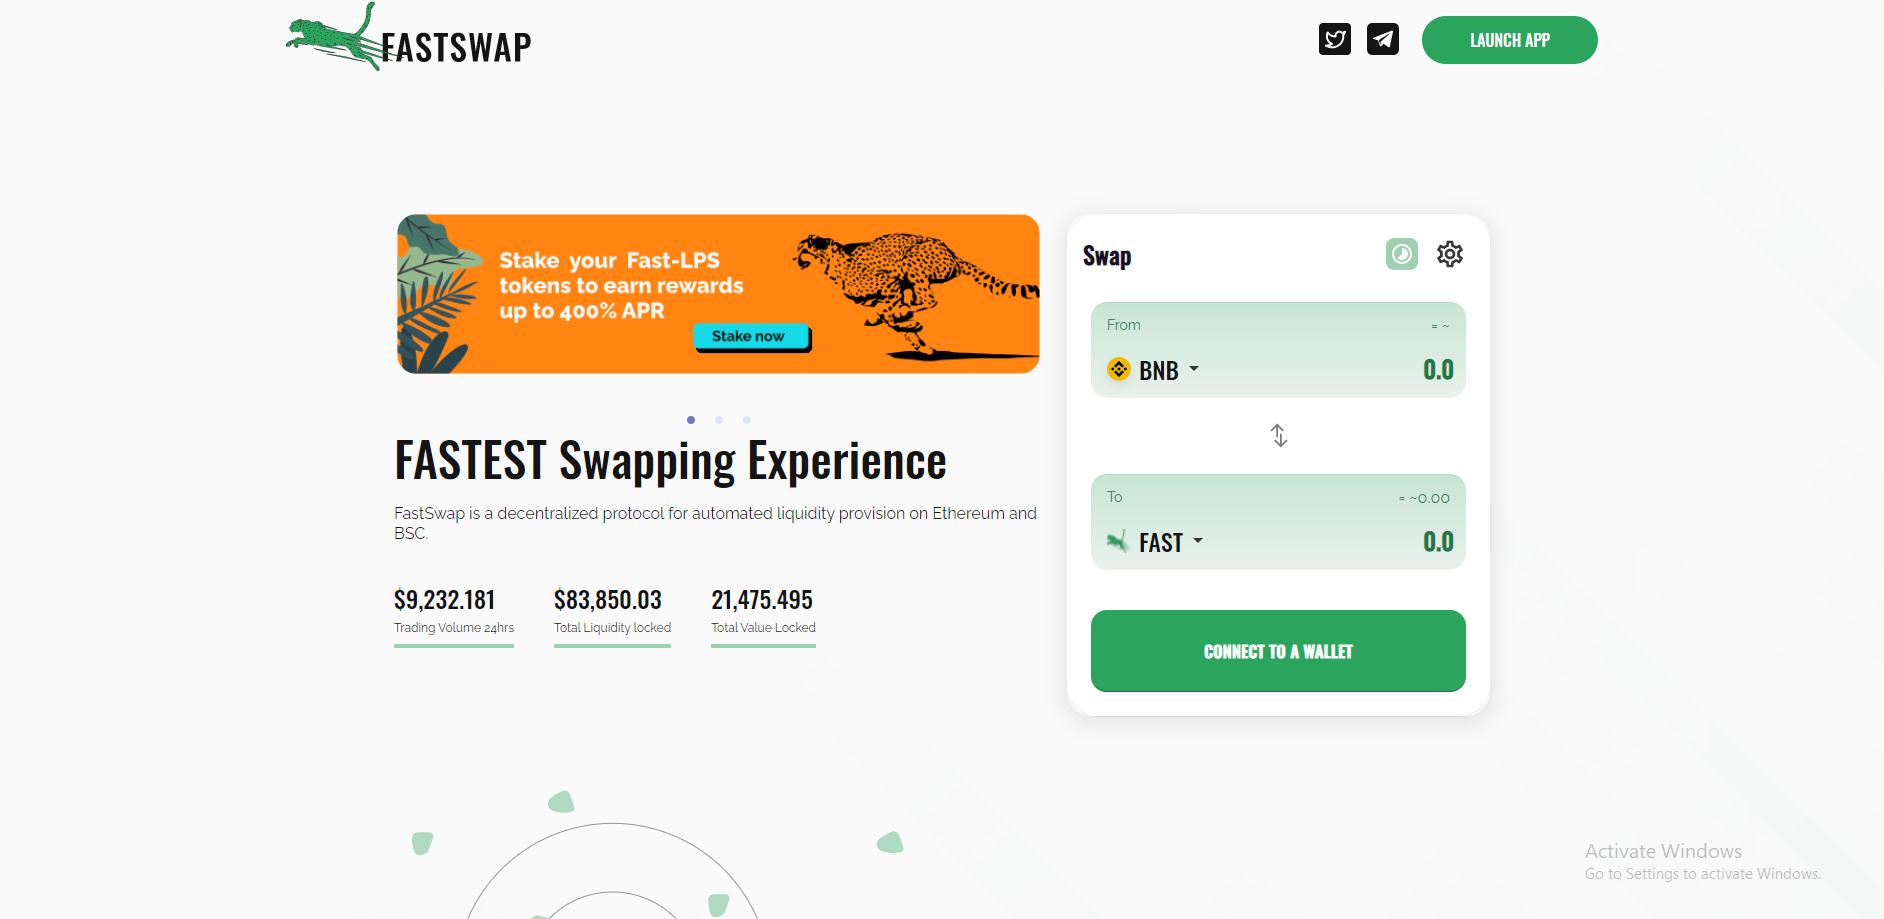 FASTSWAP
LAUNCH APP
Stake your Fast-LPS
tokens to earn rewards
up to 400% APR
Stake now
FASTEST Swapping Experience
FastSwap is a decentralized protocol for automated liquidity provision on Ethereum and
BSC.
$9,232.181
Trading Volume 24hrs
$83,850.03
Total Liquidity locked
21,475.495
Total Value Locked
Swap
From
= ~
BNB
0.0
To
= ~0.00
FAST
0.0
CONNECT TO A WALLET
Activate Windows
Go to Settings to activate Windows.